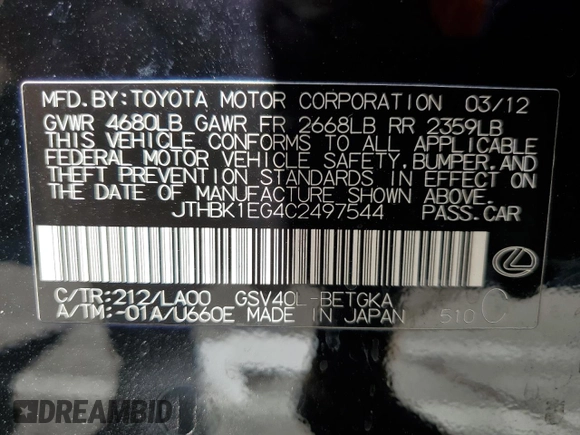 MFD.BY:TOYOTA MOTOR CORPORATION 03/12
GVWR 4680LB GAWR FR 2668LB RR 2359LB
THIS VEHICLE CONFORMS TO ALL APPLICABLE
FEDERAL MOTOR VEHICLE SAFETY,BUMPER,AND
THEFT PREVENTION STANDARDS IN EFFECT ON
THE DATE OF MANUFACTURE SHOWN ABOVE.
JTHBK1EG4C2497544 PASS.CAR
C/TR:212/LA00 GSV40L-BETGKA
A/TM:-01A/U660E MADE IN JAPAN 510 C
DREAMBID